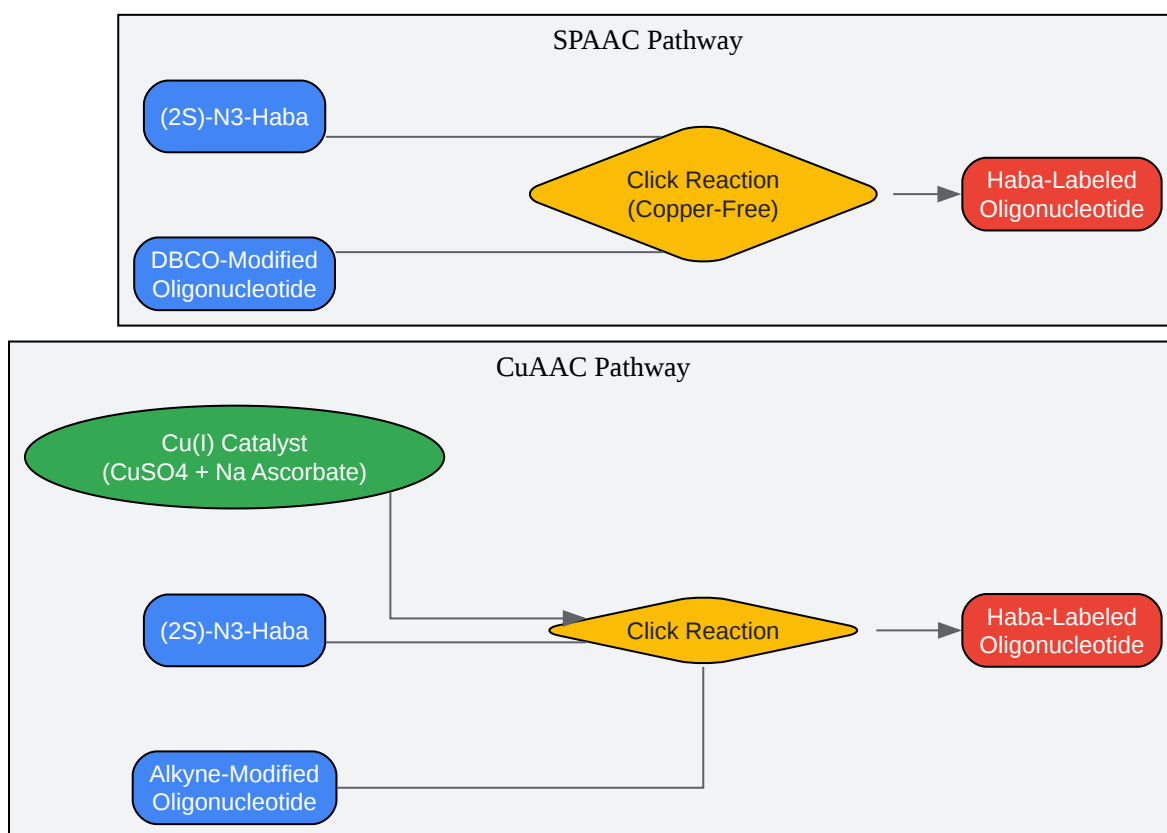 SPAAC Pathway
(2S)-N3-Haba
Click Reaction
(Copper-Free)
Haba-Labeled
Oligonucleotide
DBCO-Modified
Oligonucleotide
CuAAC Pathway
Cu(I) Catalyst
(CuSO4 + Na Ascorbate)
(2S)-N3-Haba
Click Reaction
Haba-Labeled
Oligonucleotide
Alkyne-Modified
Oligonucleotide